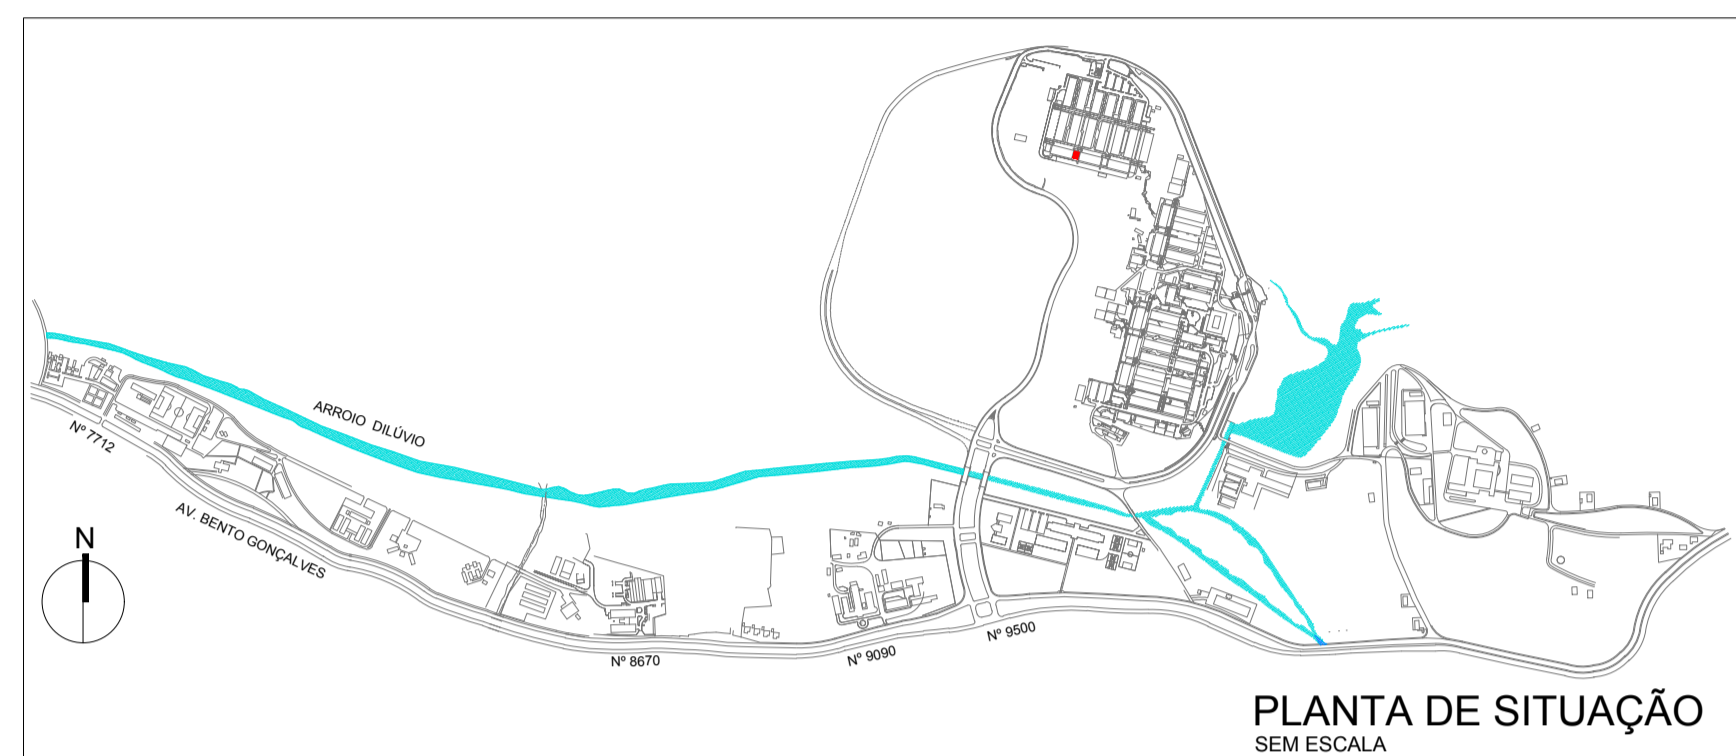 ARROIO DILÚVIO
Nº 7712
AV. BENTO GONÇALVES
N
Nº 8670
Nº 9090
Nº 9500
PLANTA DE SITUAÇÃO
SEM ESCALA